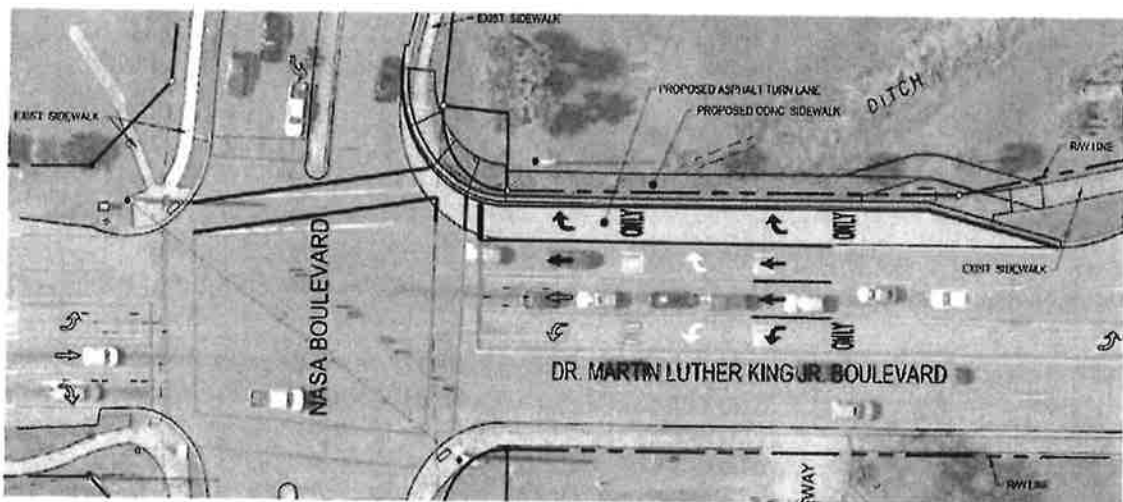 EXIST SIDEWALK
EXIST SIDEWALK
PROPOSED ASPHALT TURN LANE
PROPOSED CONC SIDEWALK
DITCH
R/W LINE
ONLY
ONLY
EXIST SIDEWALK
NASA BOULEVARD
ONLY
DR. MARTIN LUTHER KING JR. BOULEVARD
R/W LINE
WAY